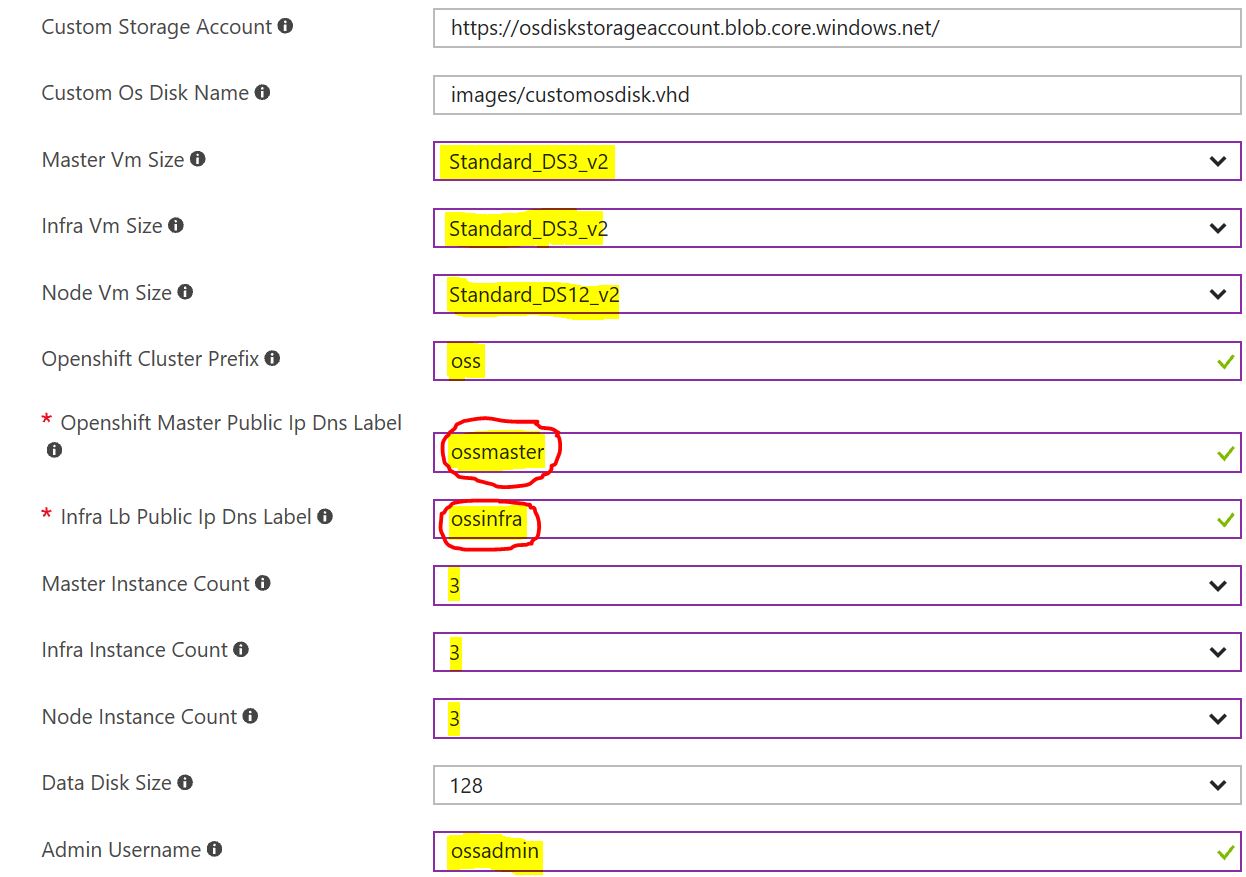 Custom Storage Account
https://osdiskstorageaccount.blob.core.windows.net/
Custom Os Disk Name
images/customosdisk.vhd
Master Vm Size
Standard_DS3_v2
Infra Vm Size
Standard_DS3_v2
Node Vm Size
Standard_DS12_v2
Openshift Cluster Prefix
oss
* Openshift Master Public Ip Dns Label
ossmaster
* Infra Lb Public Ip Dns Label
ossinfra
Master Instance Count
3
Infra Instance Count
3
Node Instance Count
3
Data Disk Size
128
Admin Username
ossadmin